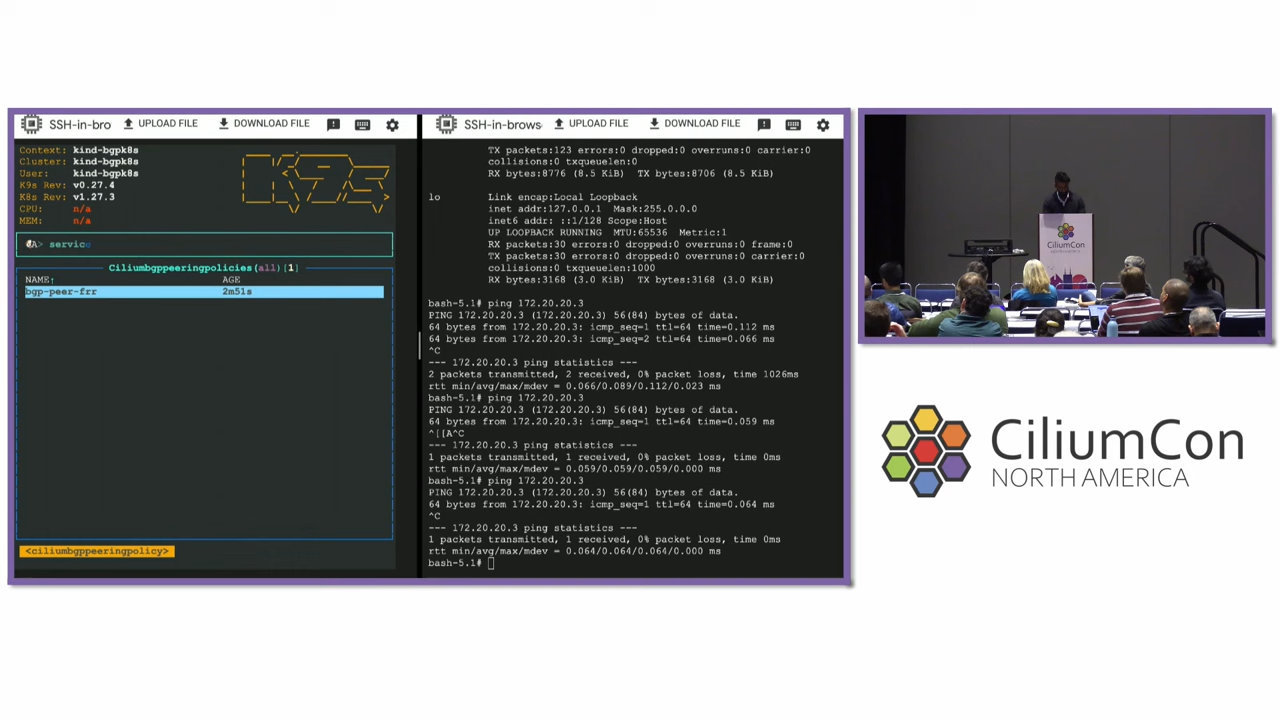 SSH-in-bro
UPLOAD FILE
DOWNLOAD FILE
Context: kind-bgpk8s
Cluster: kind-bgpk8s
User: kind-bgpk8s
K9s Rev: v0.27.4
K8s Rev: v1.27.3
CPU: n/a
MEM: n/a
> service
Ciliumbgppeeringpolicies(all)[1]
NAME↑ AGE
bgp-peer-frr 2m51s
<ciliumbgppeeringpolicy>
SSH-in-brows
UPLOAD FILE
DOWNLOAD FILE
TX packets:123 errors:0 dropped:0 overruns:0 carrier:0
collisions:0 txqueuelen:0
RX bytes:8776 (8.5 KiB) TX bytes:8706 (8.5 KiB)
lo Link encap:Local Loopback
inet addr:127.0.0.1 Mask:255.0.0.0
inet6 addr: ::1/128 Scope:Host
UP LOOPBACK RUNNING MTU:65536 Metric:1
RX packets:30 errors:0 dropped:0 overruns:0 frame:0
TX packets:30 errors:0 dropped:0 overruns:0 carrier:0
collisions:0 txqueuelen:1000
RX bytes:3168 (3.0 KiB) TX bytes:3168 (3.0 KiB)
bash-5.1# ping 172.20.20.3
PING 172.20.20.3 (172.20.20.3) 56(84) bytes of data.
64 bytes from 172.20.20.3: icmp_seq=1 ttl=64 time=0.112 ms
64 bytes from 172.20.20.3: icmp_seq=2 ttl=64 time=0.066 ms
^C
--- 172.20.20.3 ping statistics ---
2 packets transmitted, 2 received, 0% packet loss, time 1026ms
rtt min/avg/max/mdev = 0.066/0.089/0.112/0.023 ms
bash-5.1# ping 172.20.20.3
PING 172.20.20.3 (172.20.20.3) 56(84) bytes of data.
64 bytes from 172.20.20.3: icmp_seq=1 ttl=64 time=0.059 ms
^[[A^C
--- 172.20.20.3 ping statistics ---
1 packets transmitted, 1 received, 0% packet loss, time 0ms
rtt min/avg/max/mdev = 0.059/0.059/0.059/0.000 ms
bash-5.1# ping 172.20.20.3
PING 172.20.20.3 (172.20.20.3) 56(84) bytes of data.
64 bytes from 172.20.20.3: icmp_seq=1 ttl=64 time=0.064 ms
^C
--- 172.20.20.3 ping statistics ---
1 packets transmitted, 1 received, 0% packet loss, time 0ms
rtt min/avg/max/mdev = 0.064/0.064/0.064/0.000 ms
bash-5.1#
CiliumCon
CiliumCon
NORTH AMERICA